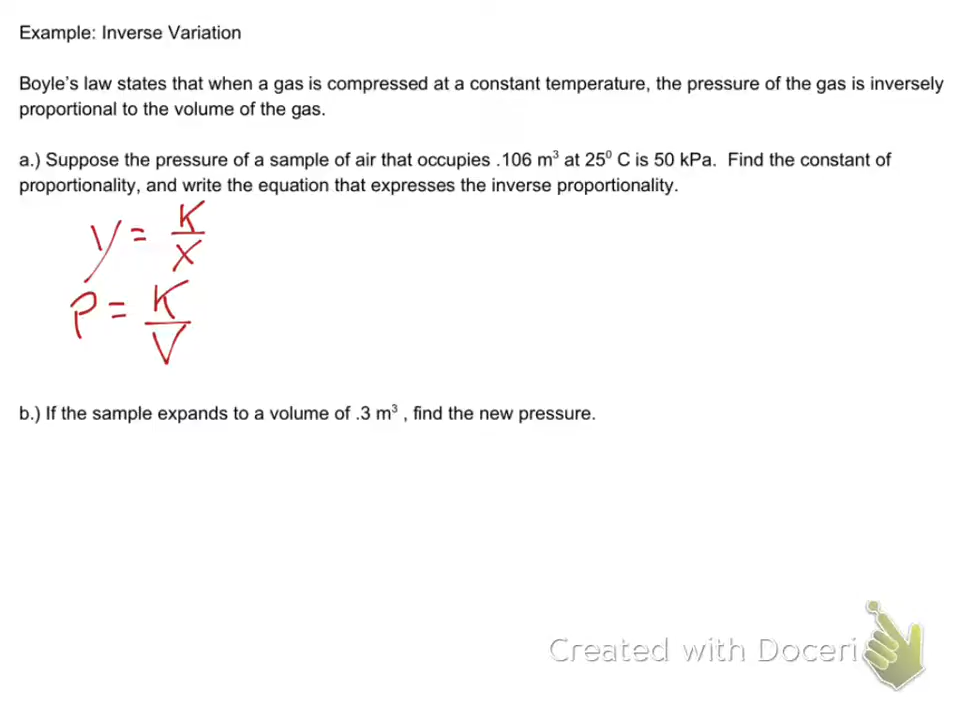 Example: Inverse Variation
Boyle's law states that when a gas is compressed at a constant temperature, the pressure of the gas is inversely
proportional to the volume of the gas.
a.) Suppose the pressure of a sample of air that occupies .106 m³ at 25⁰ C is 50 kPa.  Find the constant of
proportionality, and write the equation that expresses the inverse proportionality.
y = K/X
P = K/V
b.) If the sample expands to a volume of .3 m³ , find the new pressure.
Created with Doceri